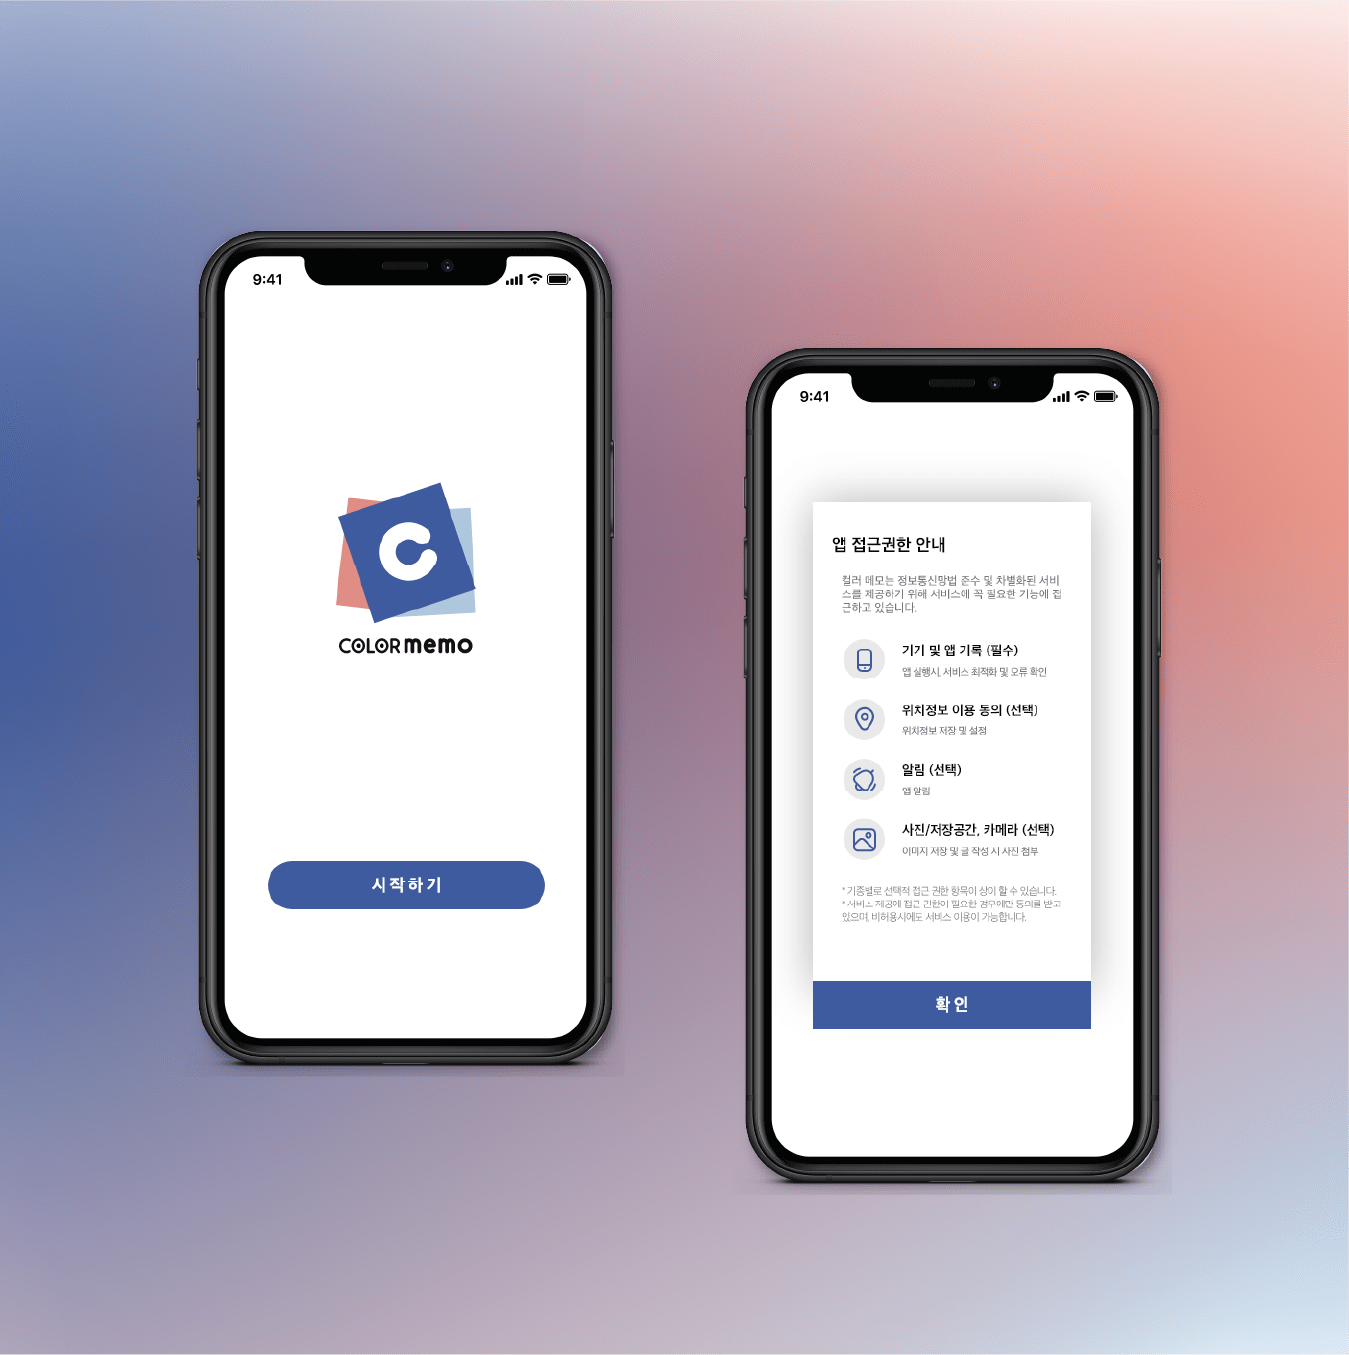 9:41
C
COLOR memo
시작하기
9:41
앱 접근권한 안내
컬러 메모는 정보통신망법 준수 및 차별화된 서비
스를 제공하기 위해 서비스에 꼭 필요한 기능에 접
근하고 있습니다.
기기 및 앱 기록 (필수)
앱 실행시, 서비스 최적화 및 오류 확인
위치정보 이용 동의 (선택)
위치정보 저장 및 설정
알림 (선택)
앱 알림
사진/저장공간, 카메라 (선택)
이미지 저장 및 글 작성 시 사진 첨부
* 기종별로 선택적 접근 권한 항목이 상이 할 수 있습니다.
* 서비스 제공에 접근 권한이 필요한 경우에만 동의를 받고
있으며, 비허용시에도 서비스 이용이 가능합니다.
확인